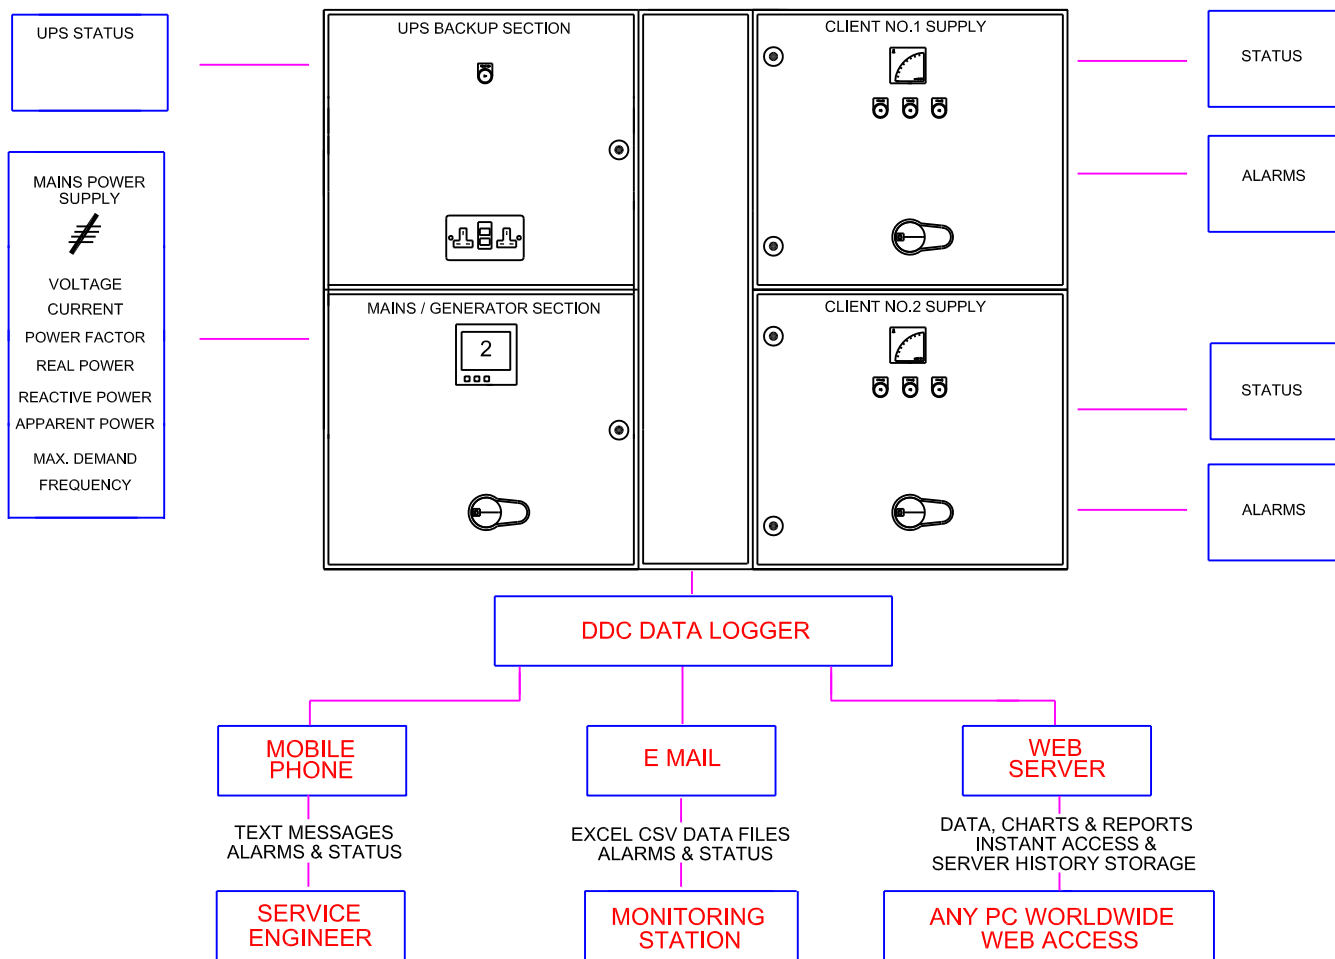 UPS STATUS
UPS BACKUP SECTION
CLIENT NO.1 SUPPLY
STATUS
ALARMS
MAINS POWER
SUPPLY
VOLTAGE
CURRENT
POWER FACTOR
REAL POWER
REACTIVE POWER
APPARENT POWER
MAX. DEMAND
FREQUENCY
MAINS / GENERATOR SECTION
2
CLIENT NO.2 SUPPLY
STATUS
ALARMS
DDC DATA LOGGER
MOBILE
PHONE
E MAIL
WEB
SERVER
TEXT MESSAGES
ALARMS & STATUS
EXCEL CSV DATA FILES
ALARMS & STATUS
DATA, CHARTS & REPORTS
INSTANT ACCESS &
SERVER HISTORY STORAGE
SERVICE
ENGINEER
MONITORING
STATION
ANY PC WORLDWIDE
WEB ACCESS